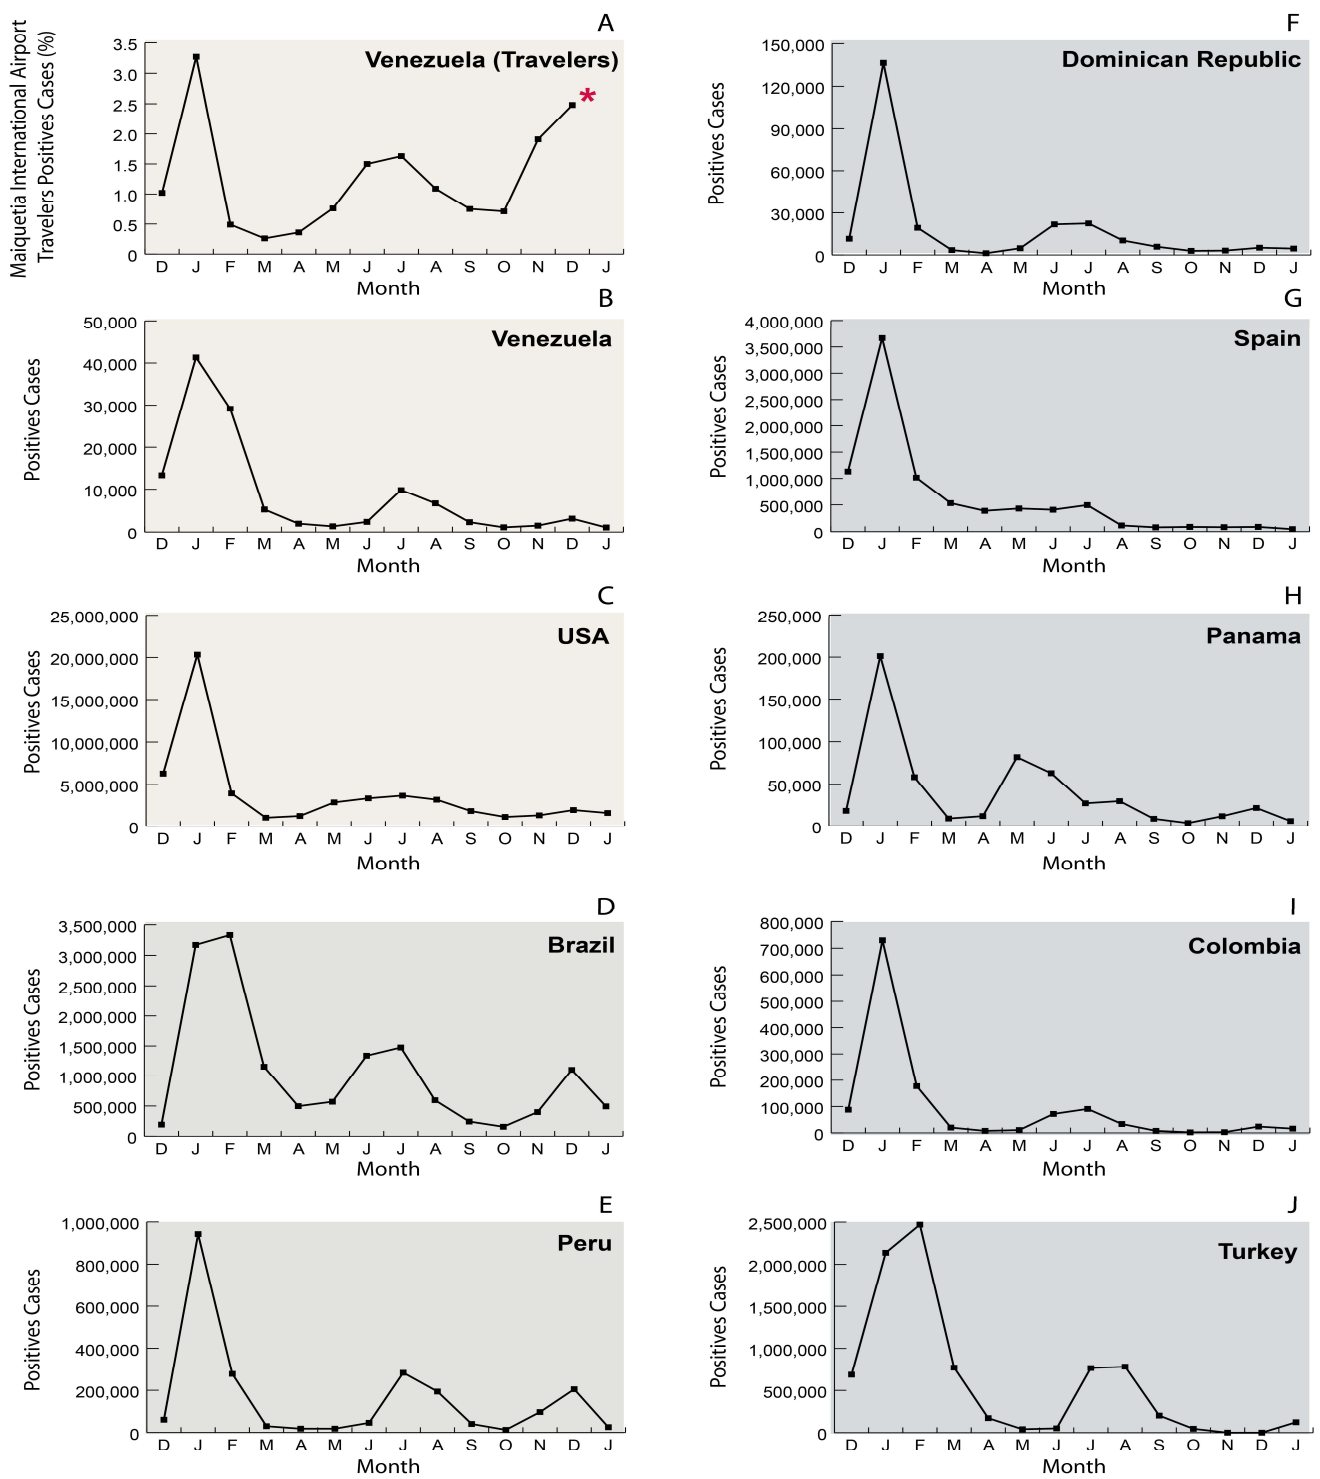 A
Maiquetia International Airport
Travelers Positives Cases (%)
Venezuela (Travelers)
*
3.5
3.0
2.5
2.0
1.5
1.0
0.5
0
D J F M A M J J A S O N D J
Month
B
Positives Cases
Venezuela
50,000
40,000
30,000
20,000
10,000
0
D J F M A M J J A S O N D J
Month
C
Positives Cases
USA
25,000,000
20,000,000
15,000,000
10,000,000
5,000,000
0
D J F M A M J J A S O N D J
Month
D
Positives Cases
Brazil
3,500,000
3,000,000
2,500,000
2,000,000
1,500,000
1,000,000
500,000
0
D J F M A M J J A S O N D J
Month
E
Positives Cases
Peru
1,000,000
800,000
600,000
400,000
200,000
0
D J F M A M J J A S O N D J
Month
F
Positives Cases
Dominican Republic
150,000
120,000
90,000
60,000
30,000
0
D J F M A M J J A S O N D J
Month
G
Positives Cases
Spain
4,000,000
3,500,000
3,000,000
2,500,000
2,000,000
1,500,000
1,000,000
500,000
0
D J F M A M J J A S O N D J
Month
H
Positives Cases
Panama
250,000
200,000
150,000
100,000
50,000
0
D J F M A M J J A S O N D J
Month
I
Positives Cases
Colombia
800,000
700,000
600,000
500,000
400,000
300,000
200,000
100,000
0
D J F M A M J J A S O N D J
Month
J
Positives Cases
Turkey
2,500,000
2,000,000
1,500,000
1,000,000
500,000
0
D J F M A M J J A S O N D J
Month